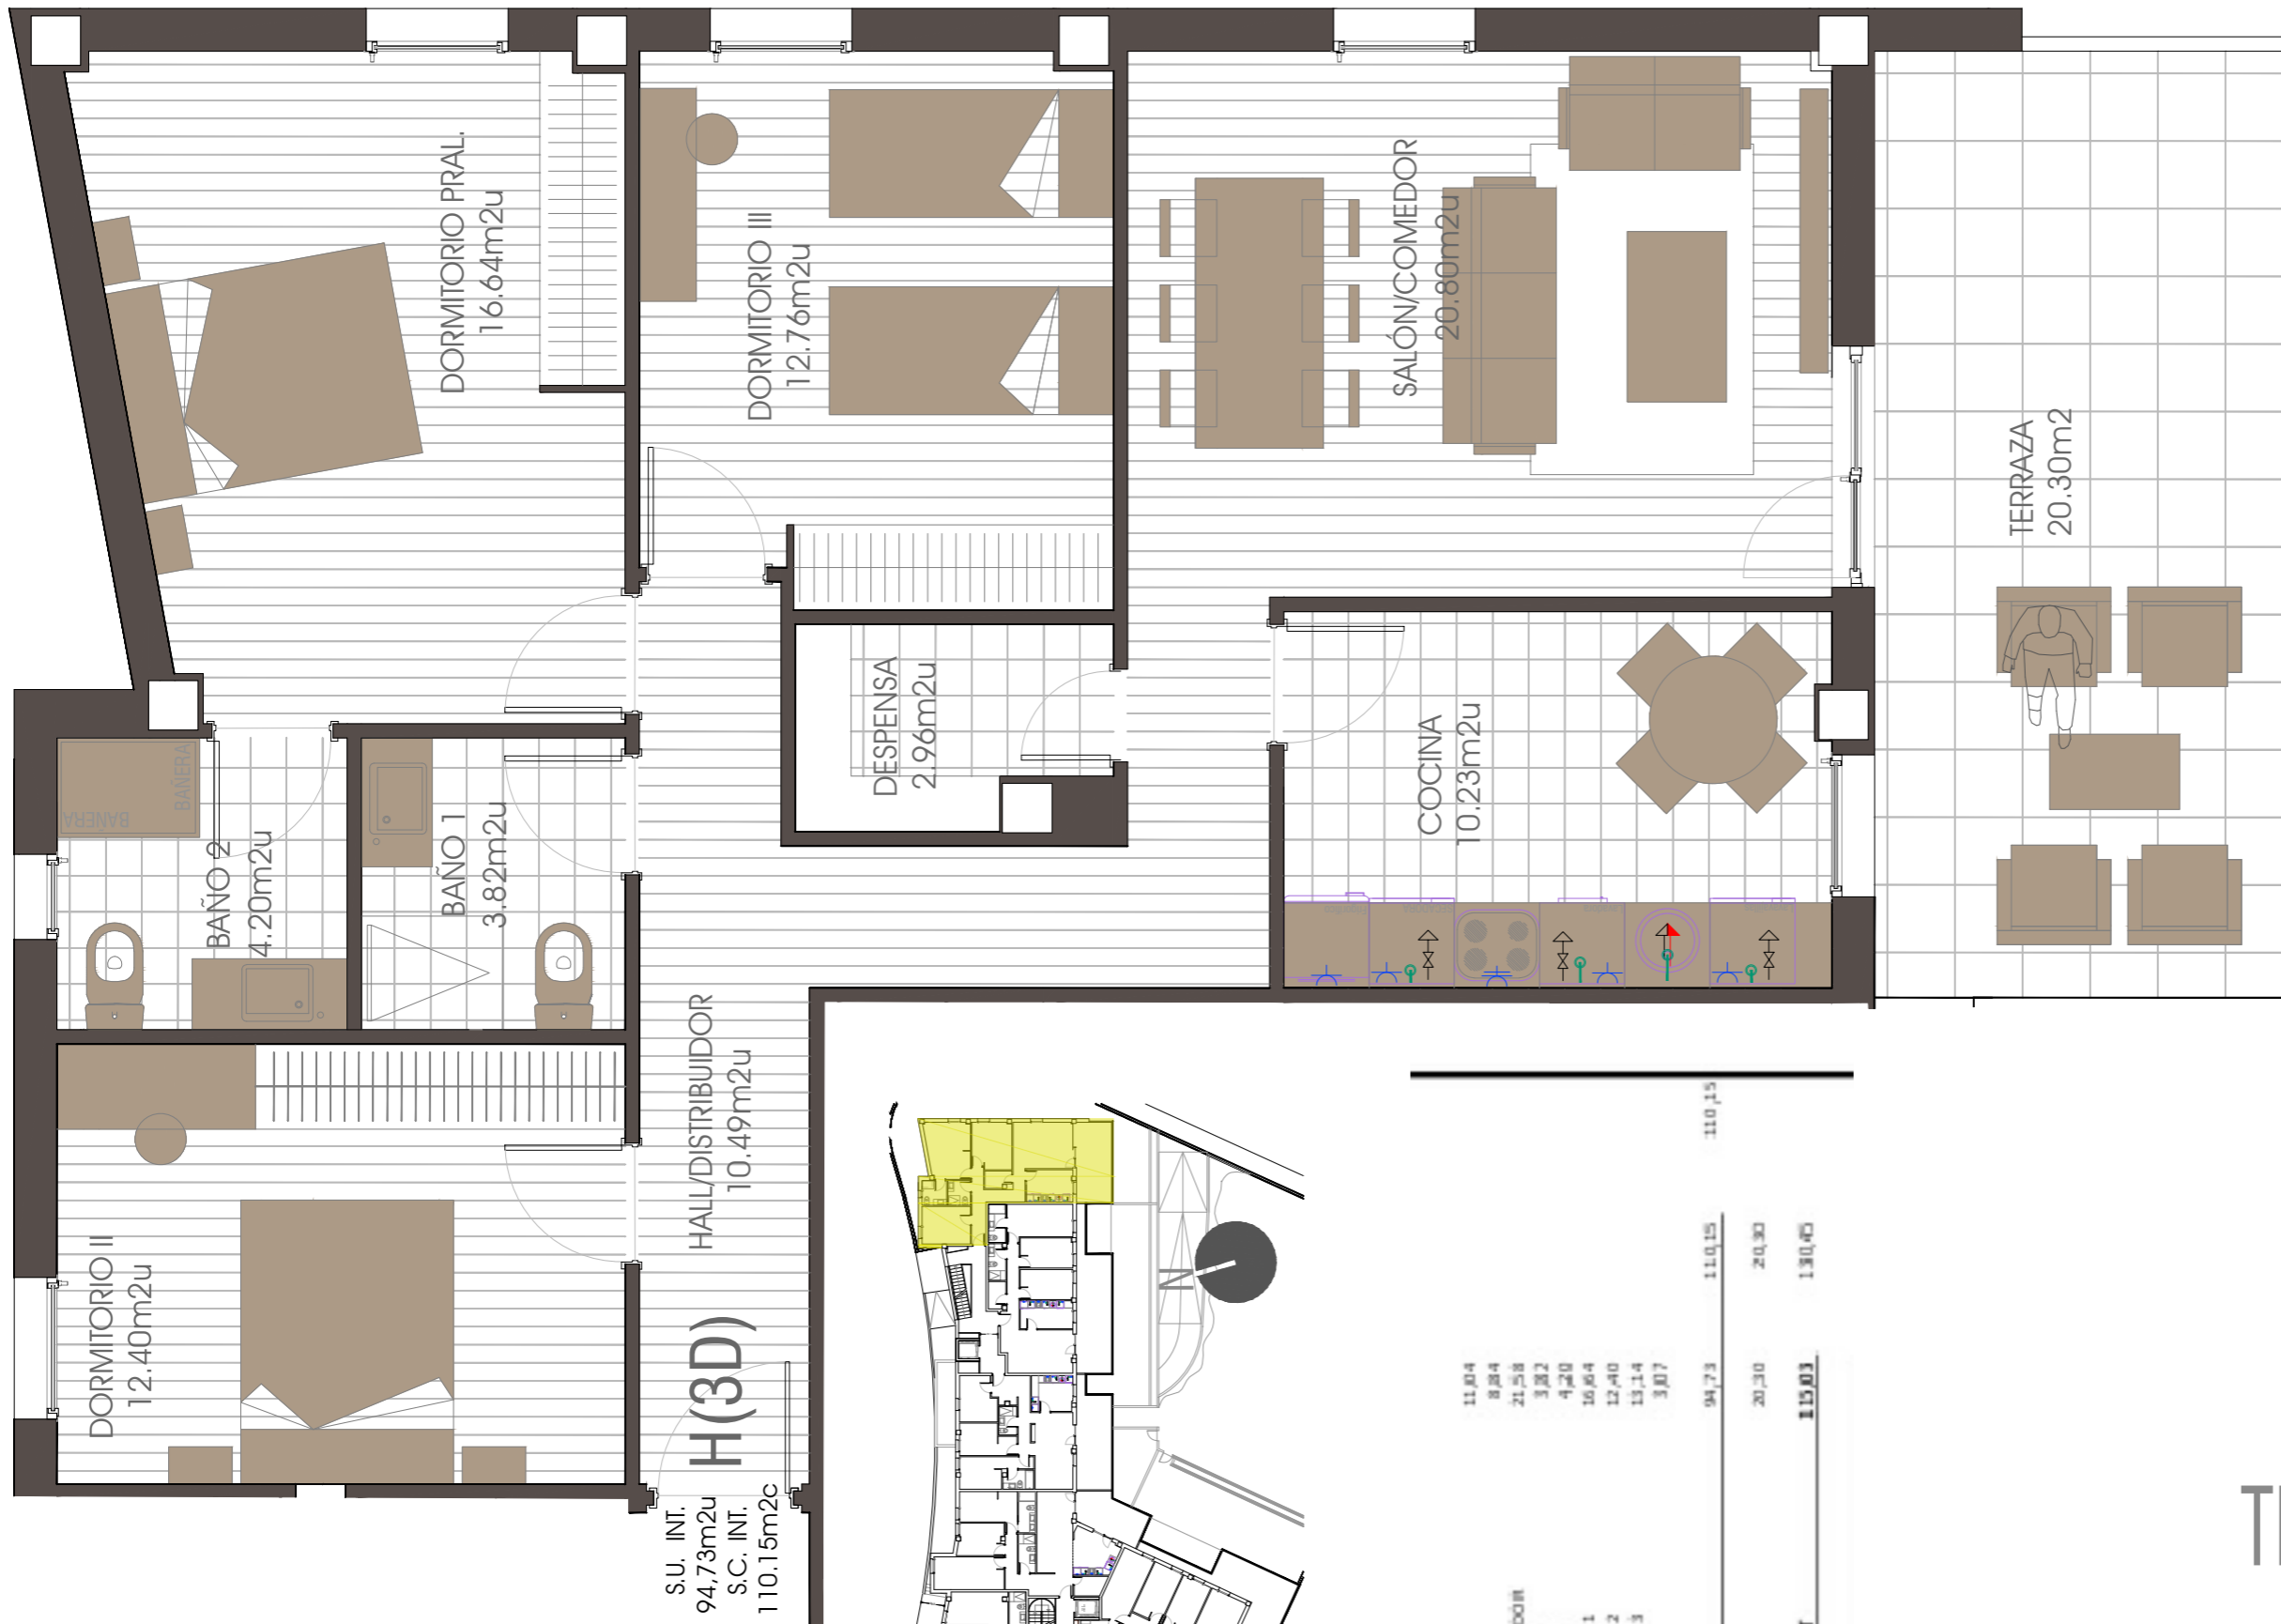 DORMITORIO PRAL.
16.64m2u
DORMITORIO III
12.76m2u
SALÓN/COMEDOR
20.80m2u
TERRAZA
20.30m2
DESPENSA
2.96m2u
COCINA
10.23m2u
BAÑERA
BAÑERA
BAÑO 2
4.20m2u
BAÑO 1
3.82m2u
HALL/DISTRIBUIDOR
10.49m2u
DORMITORIO II
12.40m2u
H(3D)
S.U. INT.
94,73m2u
S.C. INT.
110.15m2c
N
11,04
8,84
21,58
3,82
4,20
16,64
12,40
13,14
3,07
94,73 110,15 110,15
20,30 20,30
115,03 130,45
1
2
3